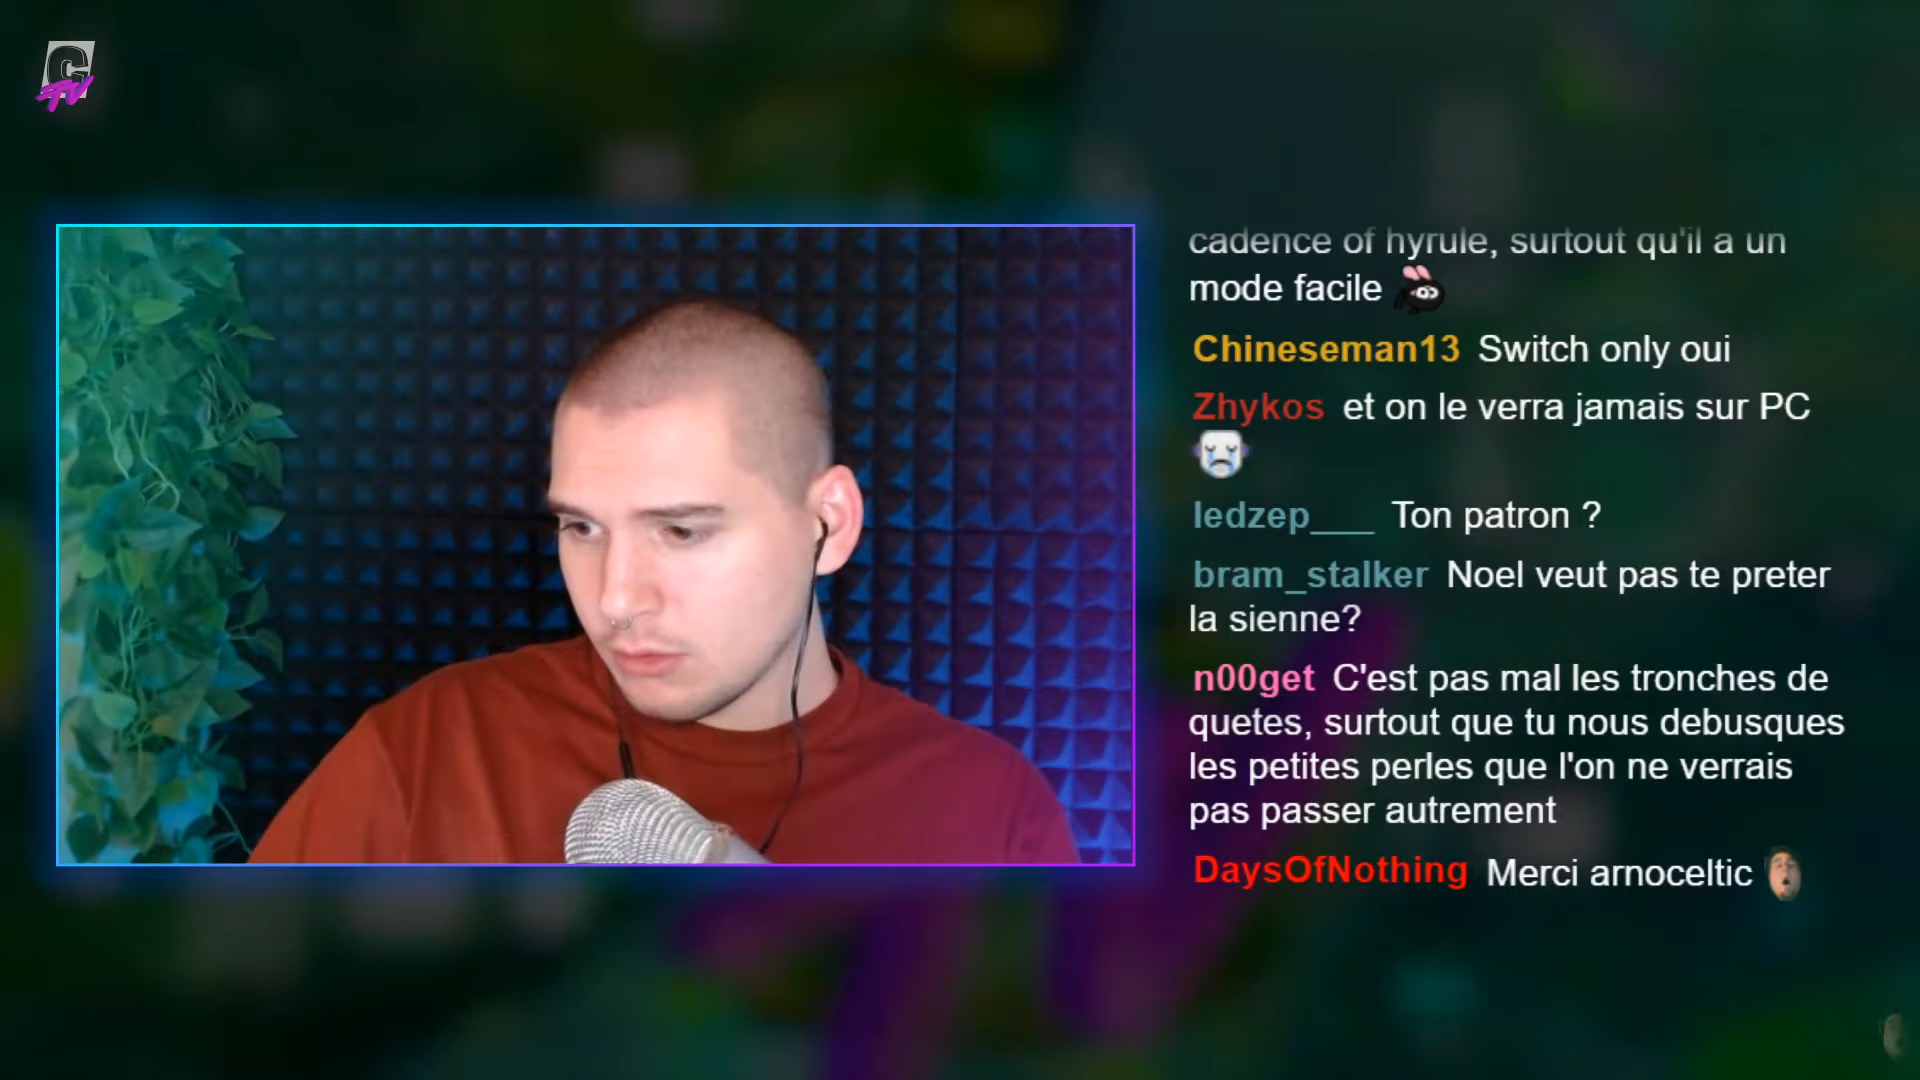 C
TV
cadence of hyrule, surtout qu'il a un
mode facile
Chineseman13 Switch only oui
Zhykos et on le verra jamais sur PC
ledzep___ Ton patron ?
bram_stalker Noel veut pas te preter
la sienne?
n00get C'est pas mal les tronches de
quetes, surtout que tu nous debusques
les petites perles que l'on ne verrais
pas passer autrement
DaysOfNothing Merci arnoceltic